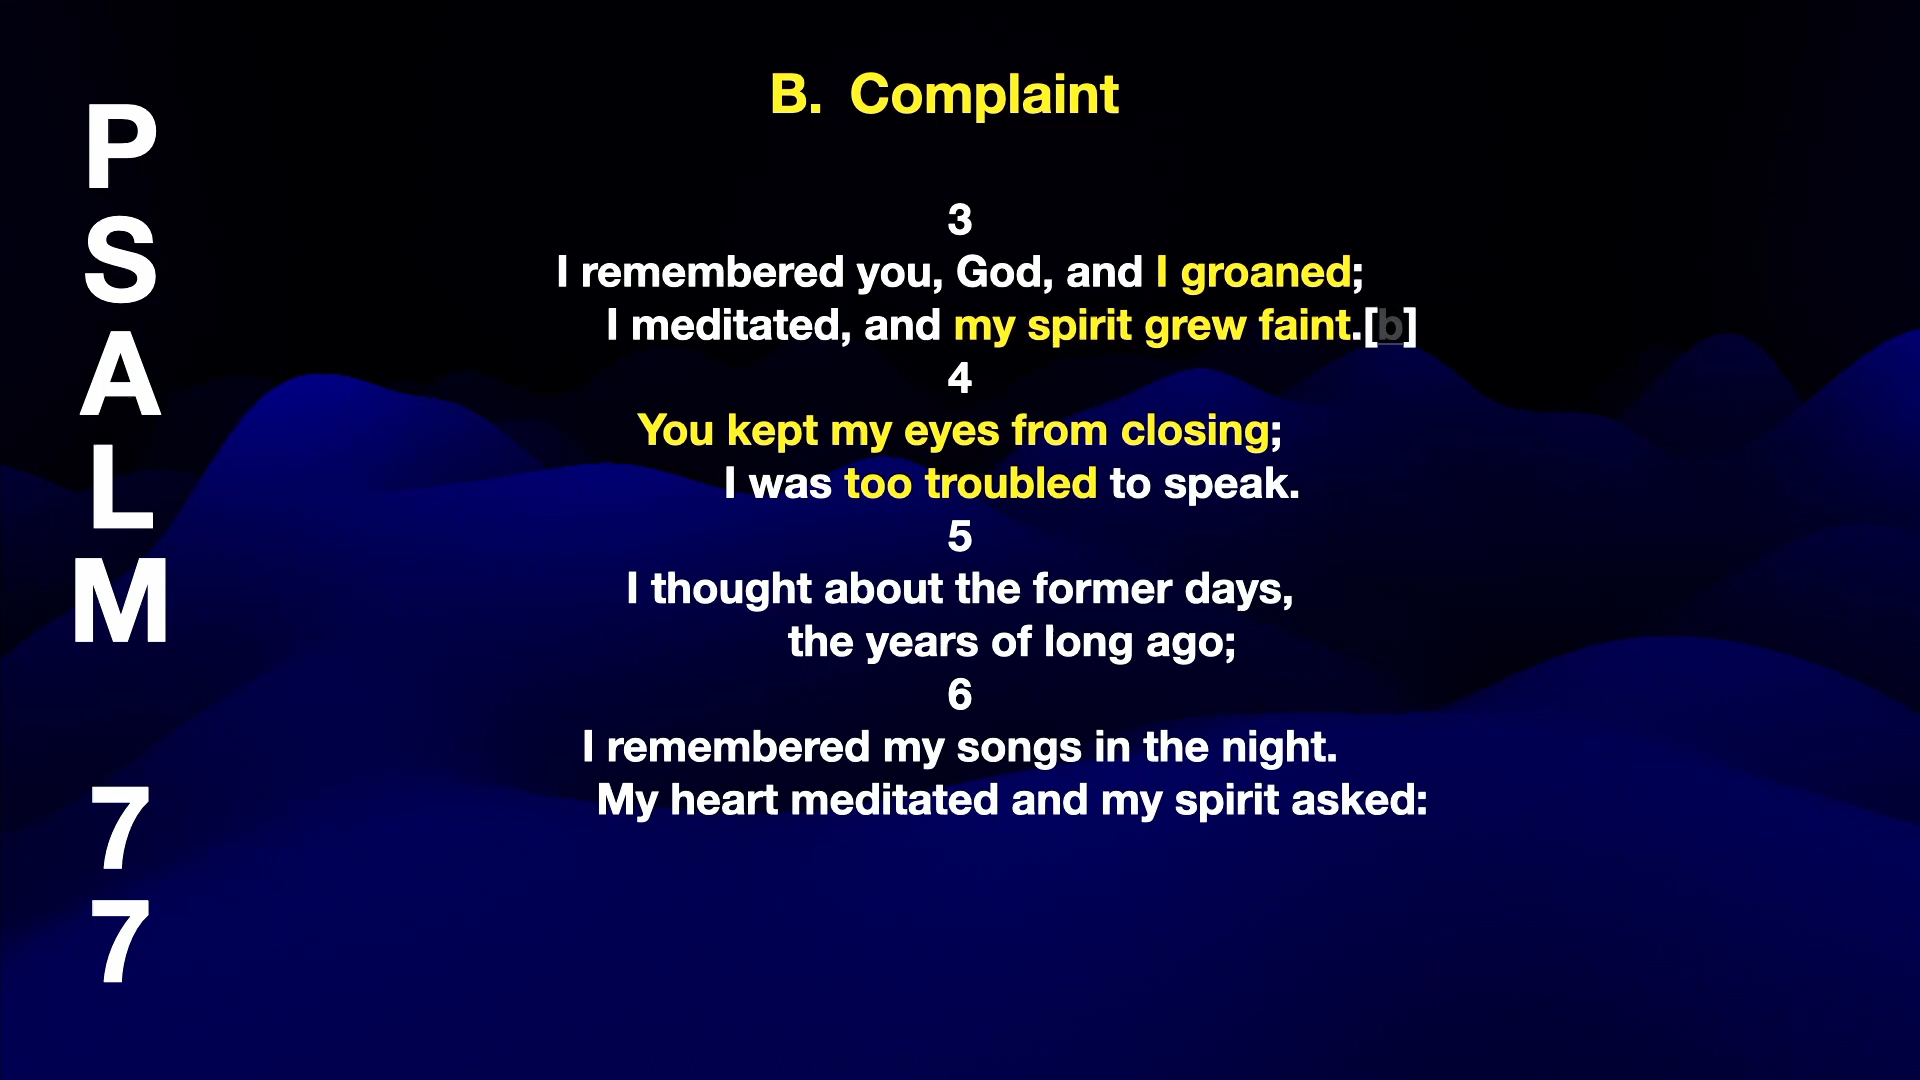 PSALM 77
B. Complaint
3
I remembered you, God, and I groaned;
I meditated, and my spirit grew faint.[b]
4
You kept my eyes from closing;
I was too troubled to speak.
5
I thought about the former days,
the years of long ago;
6
I remembered my songs in the night.
My heart meditated and my spirit asked: